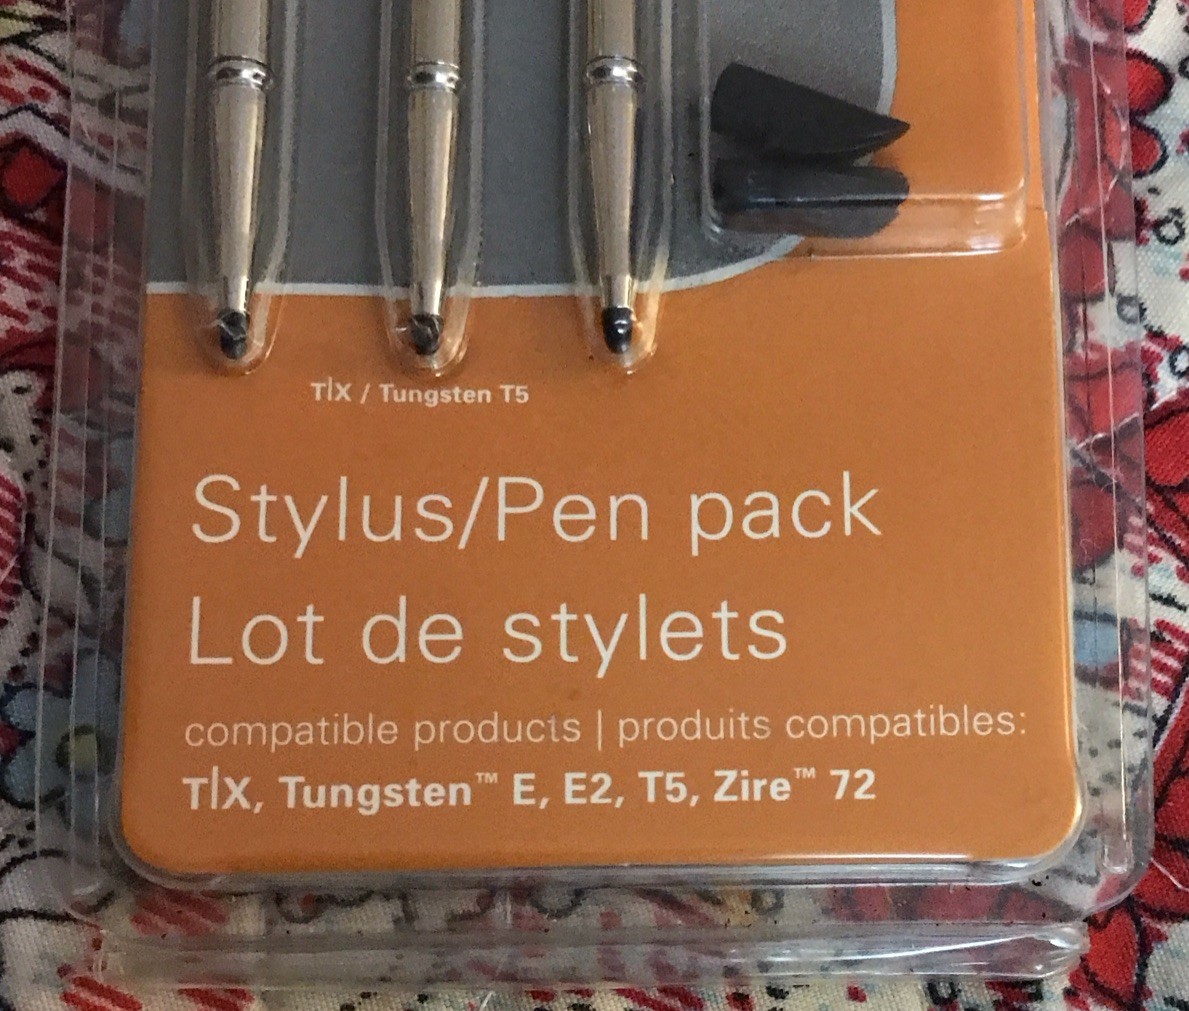 T|X / Tungsten T5
Stylus/Pen pack
Lot de stylets
compatible products | produits compatibles:
T|X, Tungsten™ E, E2, T5, Zire™ 72